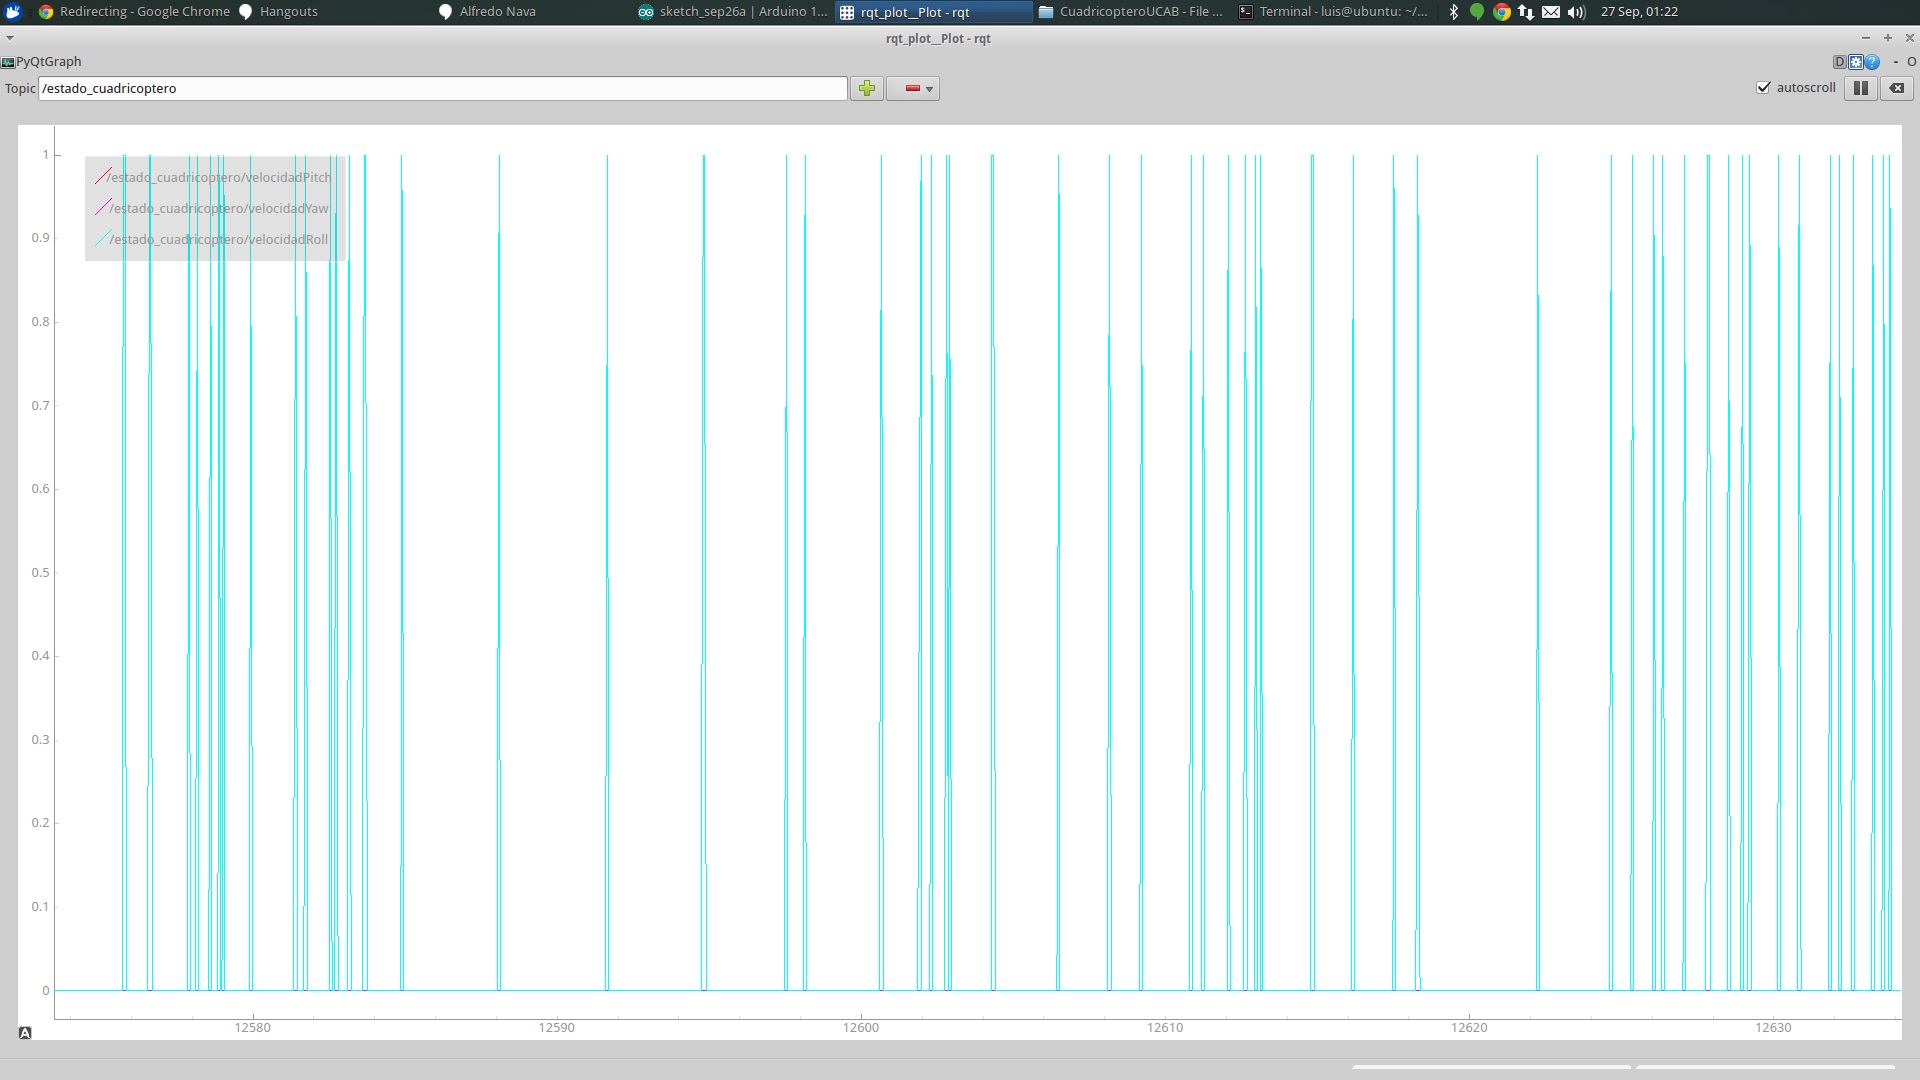 Redirecting - Google Chrome Hangouts Alfredo Nava sketch_sep26a | Arduino 1... rqt_plot__Plot - rqt CuadricopteroUCAB - File ... Terminal - luis@ubuntu: ~/... 27 Sep, 01:22
rqt_plot__Plot - rqt
PyQtGraph D ? - O
Topic /estado_cuadricoptero autoscroll
1
/estado_cuadricoptero/velocidadPitch
/estado_cuadricoptero/velocidadYaw
0.9
/estado_cuadricoptero/velocidadRoll
0.8
0.7
0.6
0.5
0.4
0.3
0.2
0.1
0
12580 12590 12600 12610 12620 12630
A